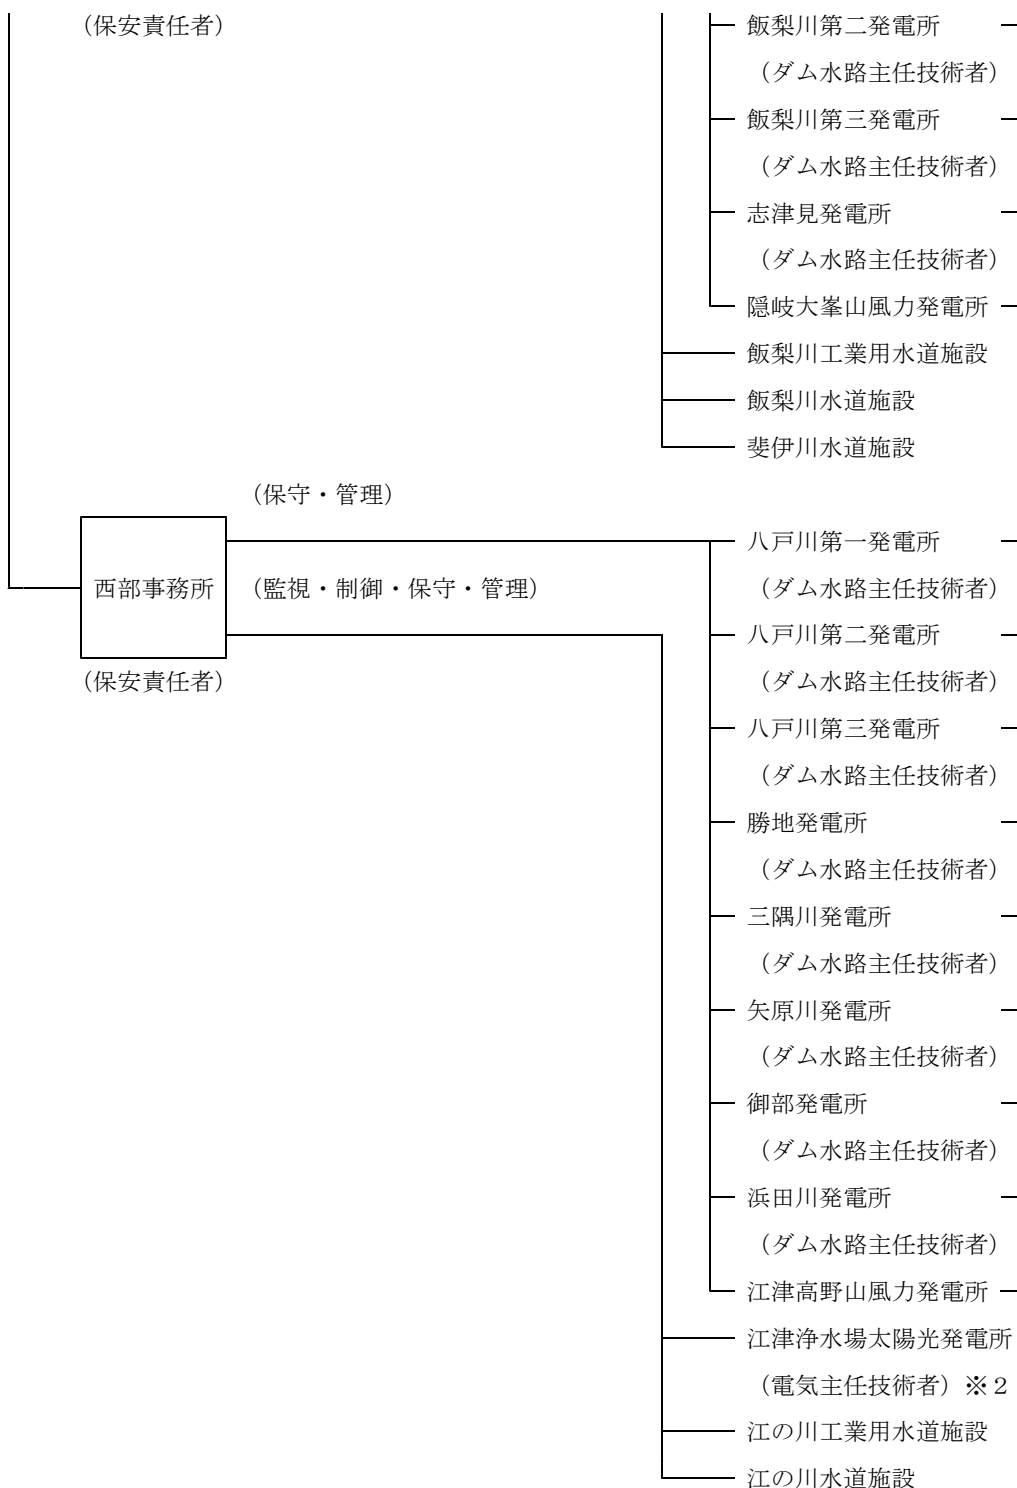 （保安責任者）
飯梨川第二発電所
（ダム水路主任技術者）
飯梨川第三発電所
（ダム水路主任技術者）
志津見発電所
（ダム水路主任技術者）
隠岐大峯山風力発電所
飯梨川工業用水道施設
飯梨川水道施設
斐伊川水道施設
（保守・管理）
八戸川第一発電所
西部事務所
（監視・制御・保守・管理）
（ダム水路主任技術者）
八戸川第二発電所
（保安責任者）
（ダム水路主任技術者）
八戸川第三発電所
（ダム水路主任技術者）
勝地発電所
（ダム水路主任技術者）
三隅川発電所
（ダム水路主任技術者）
矢原川発電所
（ダム水路主任技術者）
御部発電所
（ダム水路主任技術者）
浜田川発電所
（ダム水路主任技術者）
江津高野山風力発電所
江津浄水場太陽光発電所
（電気主任技術者）※２
江の川工業用水道施設
江の川水道施設